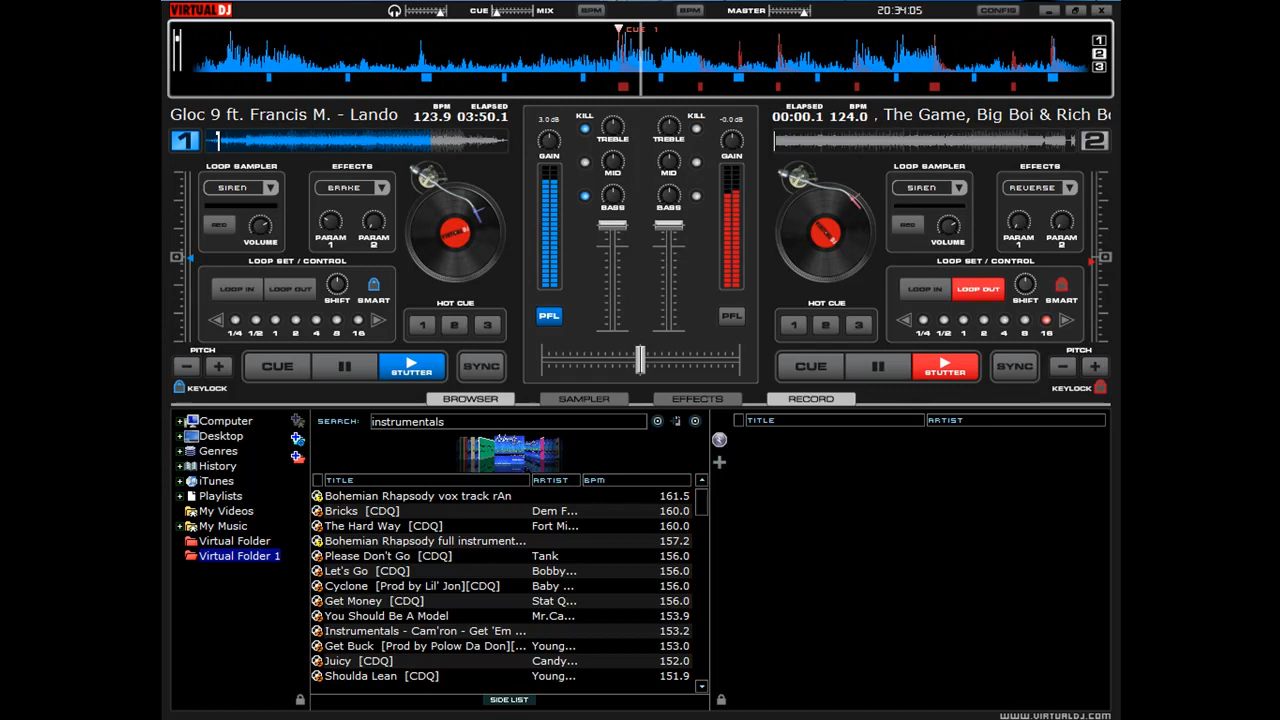 VIRTUAL DJ CUE MIX BPM BPM MASTER 20:34:05 CONFIG
CUE 1
1
2
3
Gloc 9 ft. Francis M. - Lando BPM 123.9 ELAPSED 03:50.1
ELAPSED 00:00.1 BPM 124.0 , The Game, Big Boi & Rich Bo
1
2
3.0 dB KILL KILL -0.0 dB
GAIN TREBLE TREBLE GAIN
MID MID
BASS BASS
LOOP SAMPLER EFFECTS
SIREN BRAKE
REC VOLUME PARAM 1 PARAM 2
LOOP SET / CONTROL
LOOP IN LOOP OUT SHIFT SMART
1/4 1/2 1 2 4 8 16
HOT CUE
1 2 3
PITCH
- +
CUE STUTTER SYNC
KEYLOCK
PFL PFL
LOOP SAMPLER EFFECTS
SIREN REVERSE
REC VOLUME PARAM 1 PARAM 2
HOT CUE
1 2 3
LOOP SET / CONTROL
LOOP IN LOOP OUT SHIFT SMART
1/4 1/2 1 2 4 8 16
PITCH
CUE STUTTER SYNC
- +
KEYLOCK
BROWSER SAMPLER EFFECTS RECORD
Computer
Desktop
Genres
History
iTunes
Playlists
My Videos
My Music
Virtual Folder
Virtual Folder 1
SEARCH: instrumentals
TITLE ARTIST BPM
Bohemian Rhapsody vox track rAn 161.5
Bricks [CDQ] Dem F... 160.0
The Hard Way [CDQ] Fort Mi... 160.0
Bohemian Rhapsody full instrument... 157.2
Please Don't Go [CDQ] Tank 156.0
Let's Go [CDQ] Bobby... 156.0
Cyclone [Prod by Lil' Jon][CDQ] Baby ... 156.0
Get Money [CDQ] Stat Q... 156.0
You Should Be A Model Mr.Ca... 153.9
Instrumentals - Cam'ron - Get 'Em ... 153.2
Get Buck [Prod by Polow Da Don][... Young... 153.0
Juicy [CDQ] Candy... 152.0
Shoulda Lean [CDQ] Young... 151.9
SIDE LIST
TITLE ARTIST
WWW.VIRTUALDJ.COM